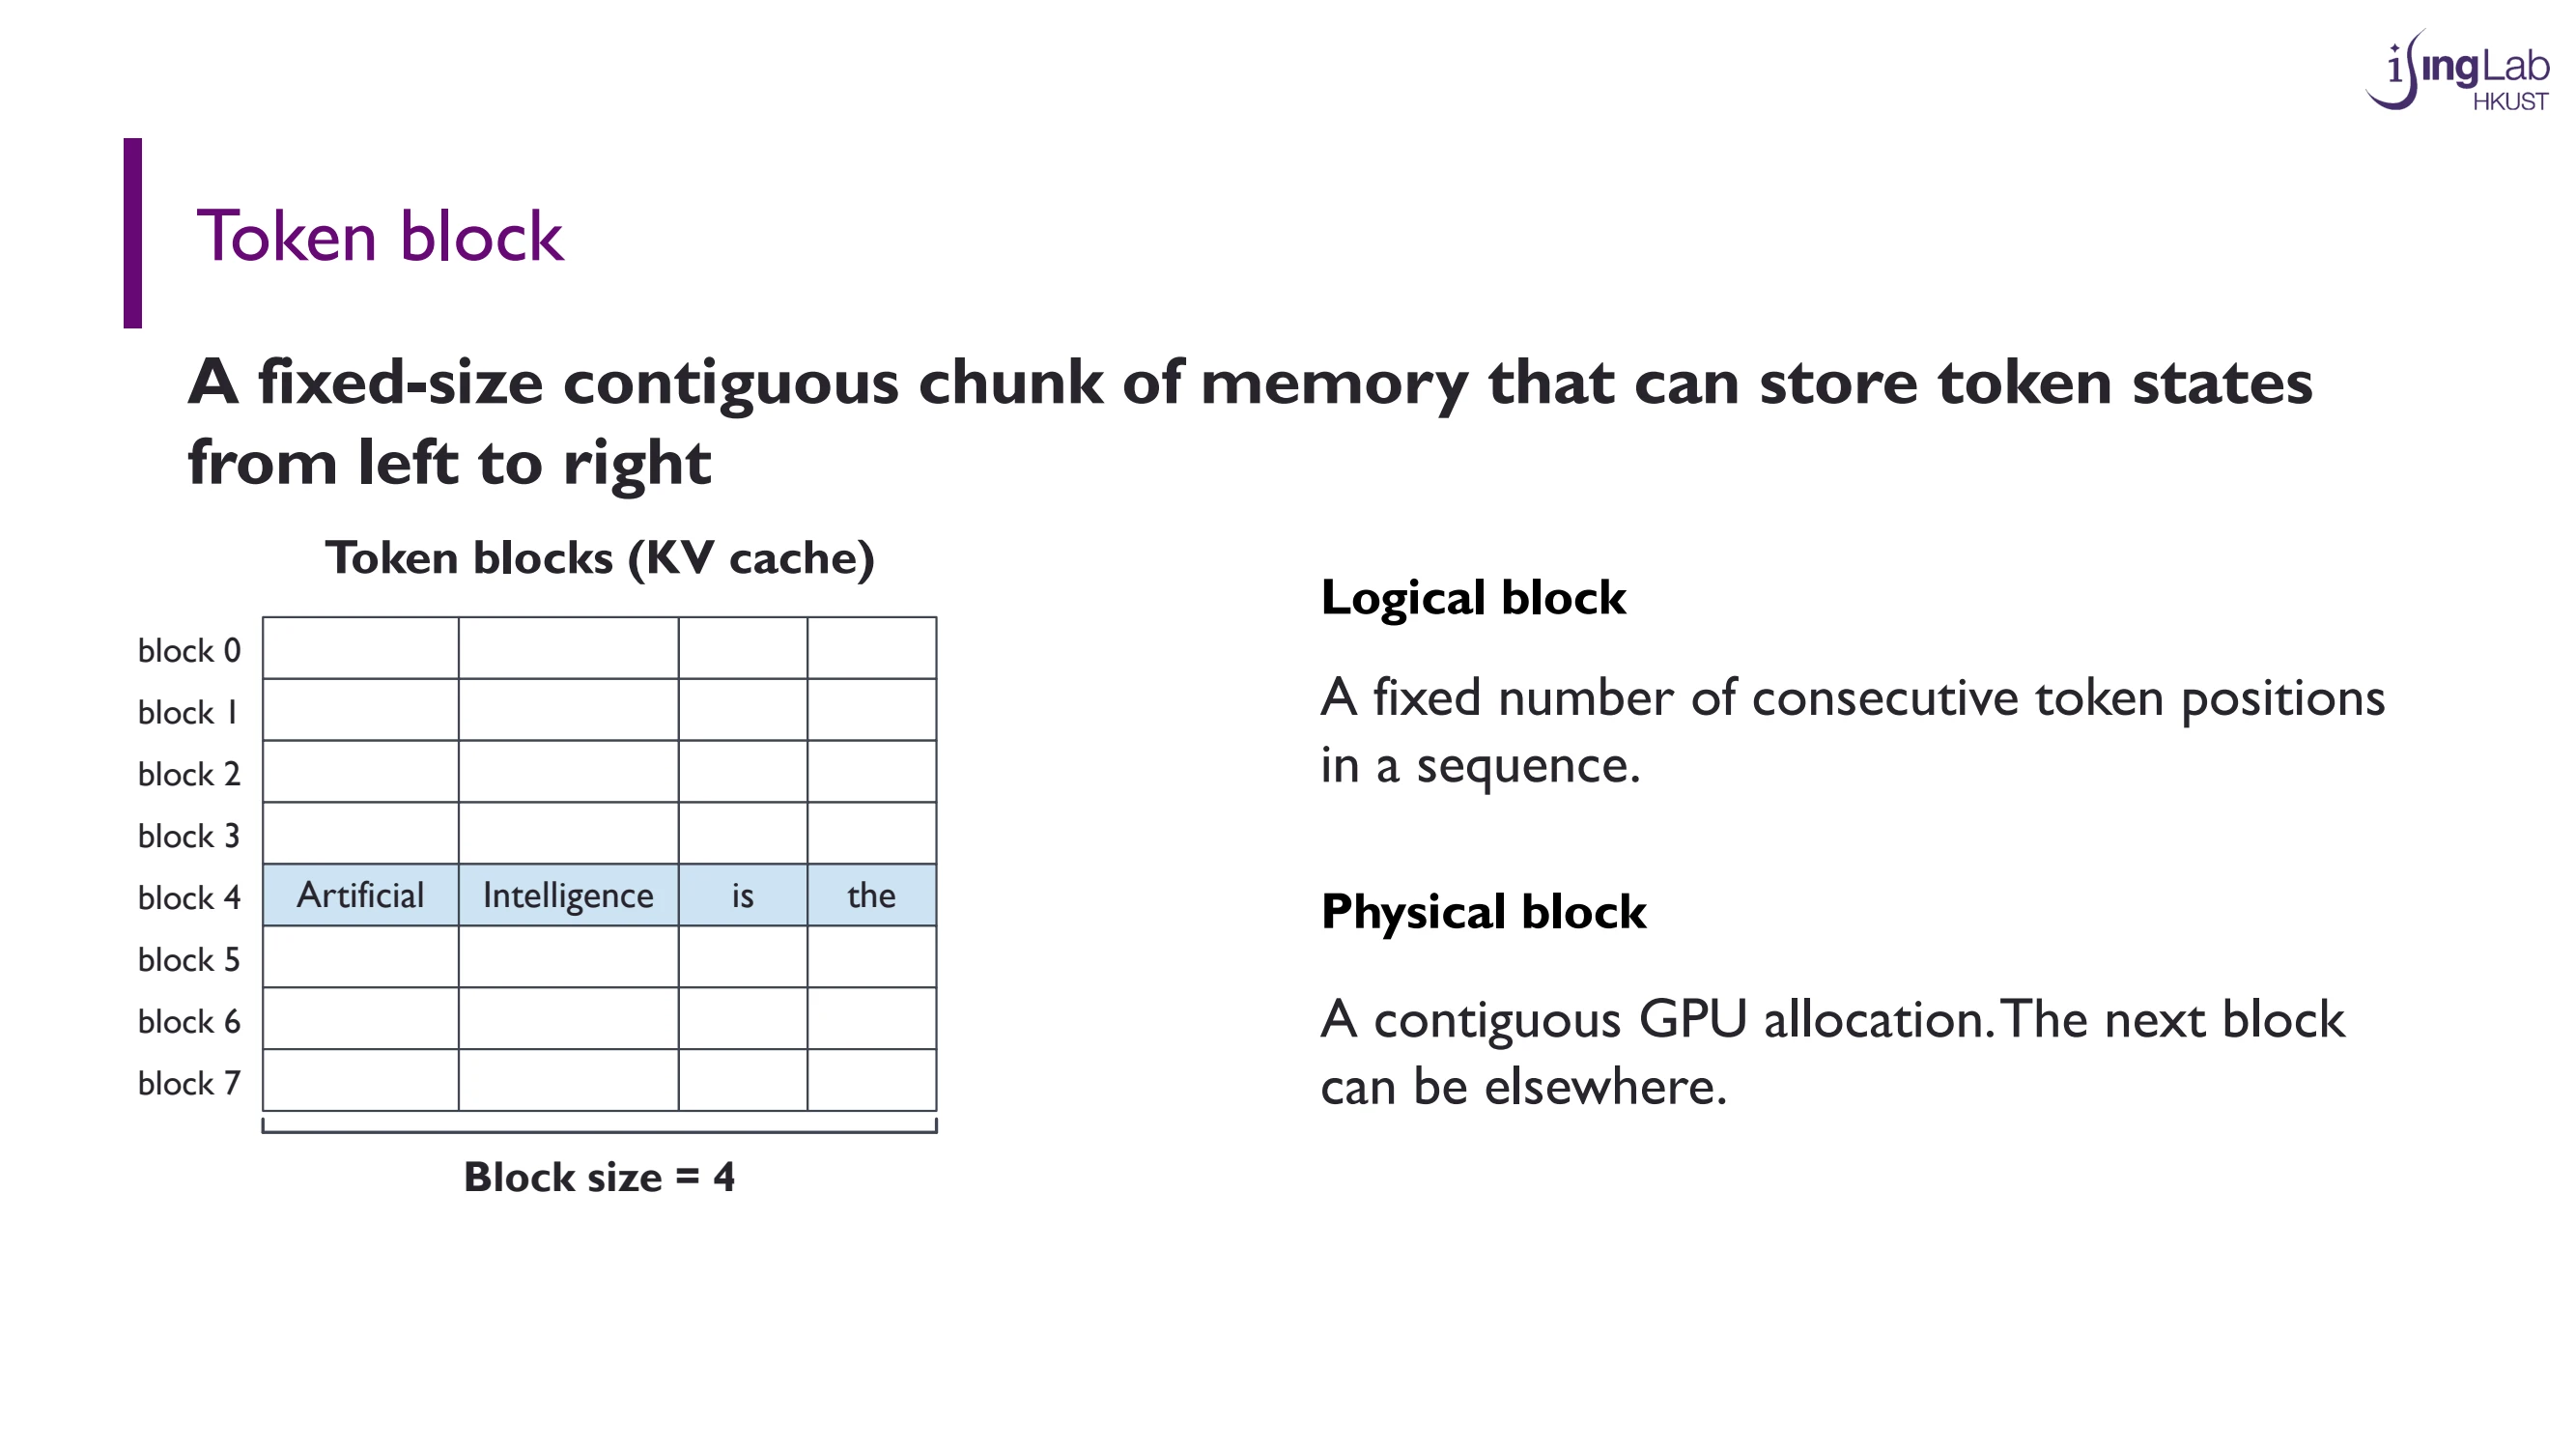 iSingLab
HKUST
Token block
A fixed-size contiguous chunk of memory that can store token states
from left to right
Token blocks (KV cache)
block 0
block 1
block 2
block 3
block 4 Artificial Intelligence is the
block 5
block 6
block 7
Block size = 4
Logical block
A fixed number of consecutive token positions
in a sequence.
Physical block
A contiguous GPU allocation. The next block
can be elsewhere.